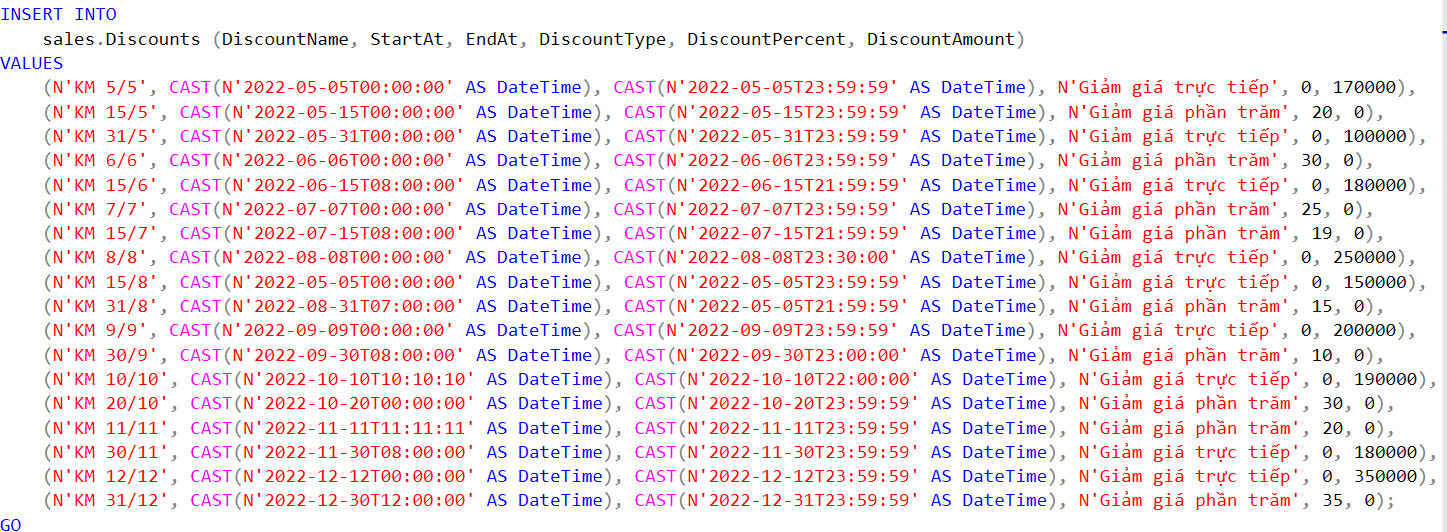 INSERT INTO
sales.Discounts (DiscountName, StartAt, EndAt, DiscountType, DiscountPercent, DiscountAmount)
VALUES
(N'KM 5/5', CAST(N'2022-05-05T00:00:00' AS DateTime), CAST(N'2022-05-05T23:59:59' AS DateTime), N'Giảm giá trực tiếp', 0, 170000),
(N'KM 15/5', CAST(N'2022-05-15T00:00:00' AS DateTime), CAST(N'2022-05-15T23:59:59' AS DateTime), N'Giảm giá phần trăm', 20, 0),
(N'KM 31/5', CAST(N'2022-05-31T00:00:00' AS DateTime), CAST(N'2022-05-31T23:59:59' AS DateTime), N'Giảm giá trực tiếp', 0, 100000),
(N'KM 6/6', CAST(N'2022-06-06T00:00:00' AS DateTime), CAST(N'2022-06-06T23:59:59' AS DateTime), N'Giảm giá phần trăm', 30, 0),
(N'KM 15/6', CAST(N'2022-06-15T08:00:00' AS DateTime), CAST(N'2022-06-15T21:59:59' AS DateTime), N'Giảm giá trực tiếp', 0, 180000),
(N'KM 7/7', CAST(N'2022-07-07T00:00:00' AS DateTime), CAST(N'2022-07-07T23:59:59' AS DateTime), N'Giảm giá phần trăm', 25, 0),
(N'KM 15/7', CAST(N'2022-07-15T08:00:00' AS DateTime), CAST(N'2022-07-15T21:59:59' AS DateTime), N'Giảm giá phần trăm', 19, 0),
(N'KM 8/8', CAST(N'2022-08-08T00:00:00' AS DateTime), CAST(N'2022-08-08T23:30:00' AS DateTime), N'Giảm giá trực tiếp', 0, 250000),
(N'KM 15/8', CAST(N'2022-05-05T00:00:00' AS DateTime), CAST(N'2022-05-05T23:59:59' AS DateTime), N'Giảm giá trực tiếp', 0, 150000),
(N'KM 31/8', CAST(N'2022-08-31T07:00:00' AS DateTime), CAST(N'2022-05-05T21:59:59' AS DateTime), N'Giảm giá phần trăm', 15, 0),
(N'KM 9/9', CAST(N'2022-09-09T00:00:00' AS DateTime), CAST(N'2022-09-09T23:59:59' AS DateTime), N'Giảm giá trực tiếp', 0, 200000),
(N'KM 30/9', CAST(N'2022-09-30T08:00:00' AS DateTime), CAST(N'2022-09-30T23:00:00' AS DateTime), N'Giảm giá phần trăm', 10, 0),
(N'KM 10/10', CAST(N'2022-10-10T10:10:10' AS DateTime), CAST(N'2022-10-10T22:00:00' AS DateTime), N'Giảm giá trực tiếp', 0, 190000),
(N'KM 20/10', CAST(N'2022-10-20T00:00:00' AS DateTime), CAST(N'2022-10-20T23:59:59' AS DateTime), N'Giảm giá phần trăm', 30, 0),
(N'KM 11/11', CAST(N'2022-11-11T11:11:11' AS DateTime), CAST(N'2022-11-11T23:59:59' AS DateTime), N'Giảm giá phần trăm', 20, 0),
(N'KM 30/11', CAST(N'2022-11-30T08:00:00' AS DateTime), CAST(N'2022-11-30T23:59:59' AS DateTime), N'Giảm giá trực tiếp', 0, 180000),
(N'KM 12/12', CAST(N'2022-12-12T00:00:00' AS DateTime), CAST(N'2022-12-12T23:59:59' AS DateTime), N'Giảm giá trực tiếp', 0, 350000),
(N'KM 31/12', CAST(N'2022-12-30T12:00:00' AS DateTime), CAST(N'2022-12-31T23:59:59' AS DateTime), N'Giảm giá phần trăm', 35, 0);
GO